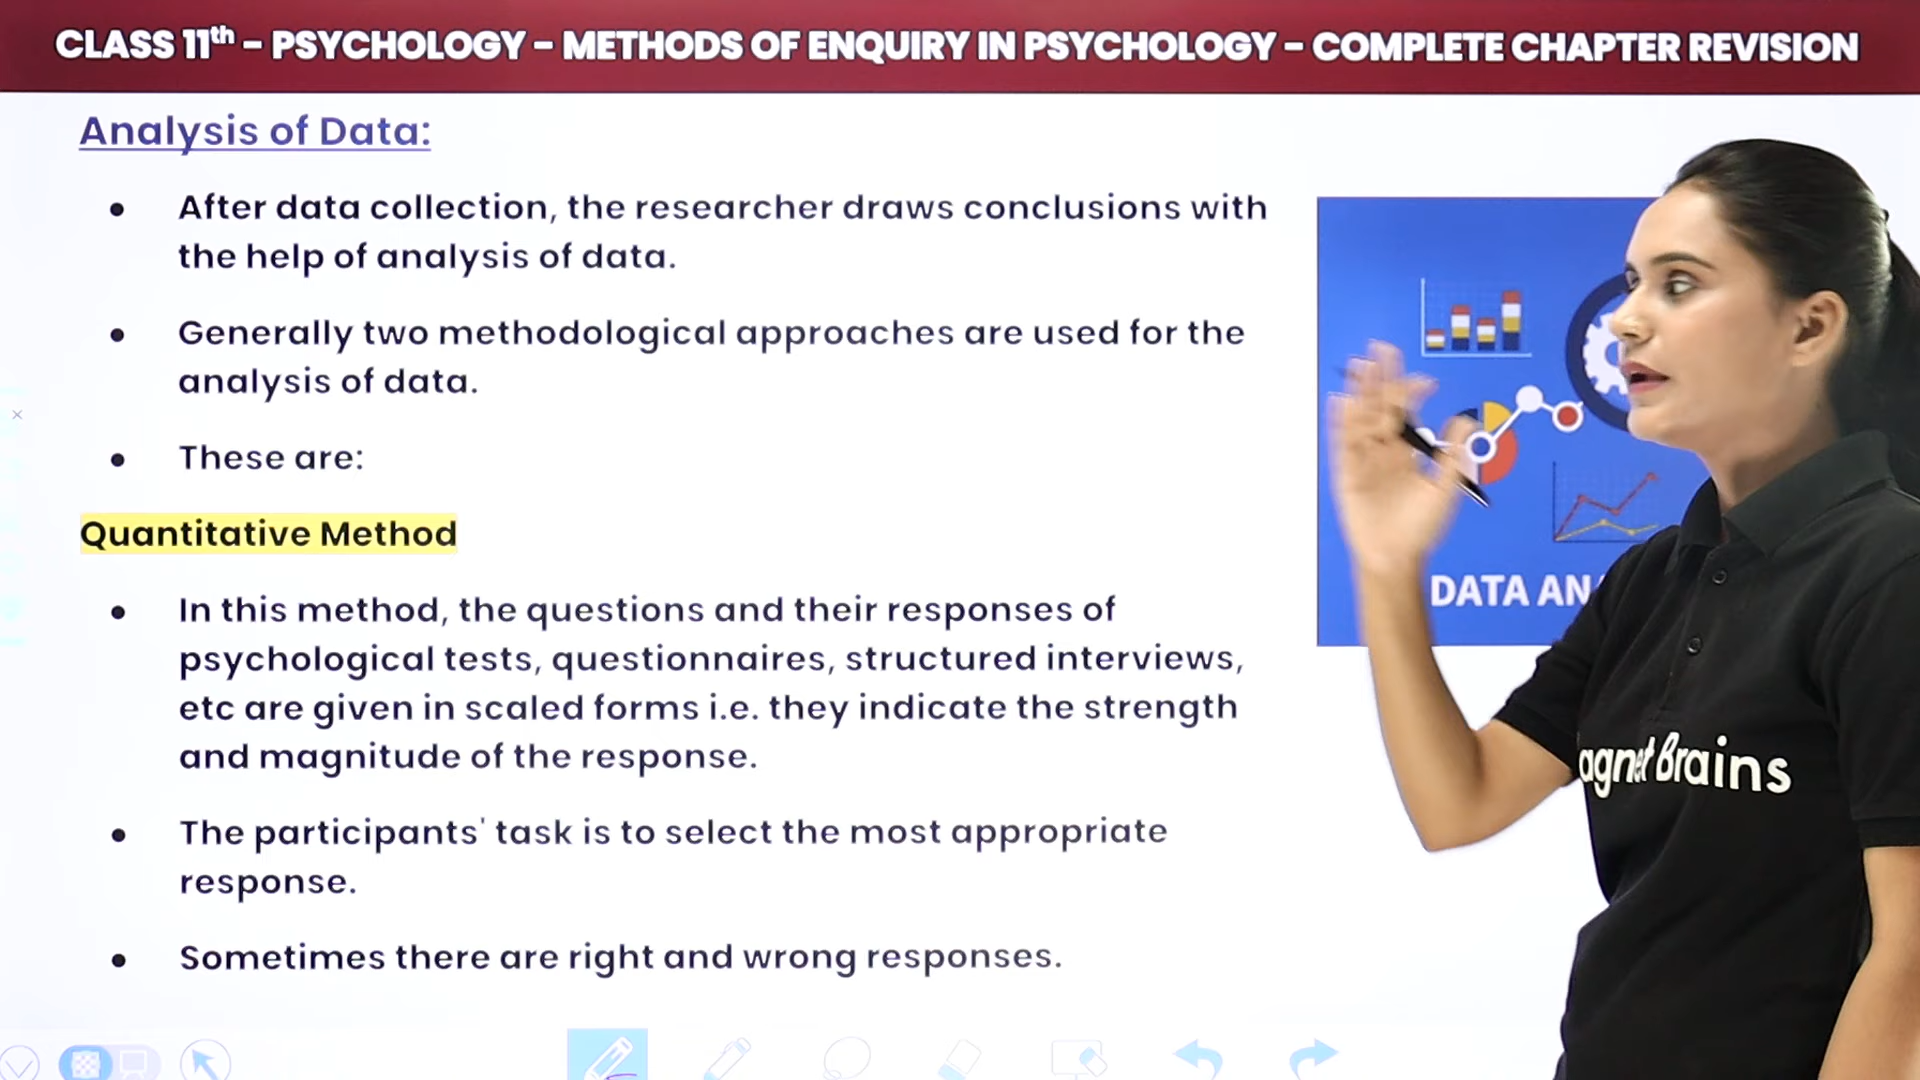 CLASS 11th – PSYCHOLOGY – METHODS OF ENQUIRY IN PSYCHOLOGY – COMPLETE CHAPTER REVISION
Analysis of Data:
• After data collection, the researcher draws conclusions with
the help of analysis of data.
• Generally two methodological approaches are used for the
analysis of data.
• These are:
Quantitative Method
• In this method, the questions and their responses of
psychological tests, questionnaires, structured interviews,
etc are given in scaled forms i.e. they indicate the strength
and magnitude of the response.
• The participants' task is to select the most appropriate
response.
• Sometimes there are right and wrong responses.
DATA AN
agnet Brains